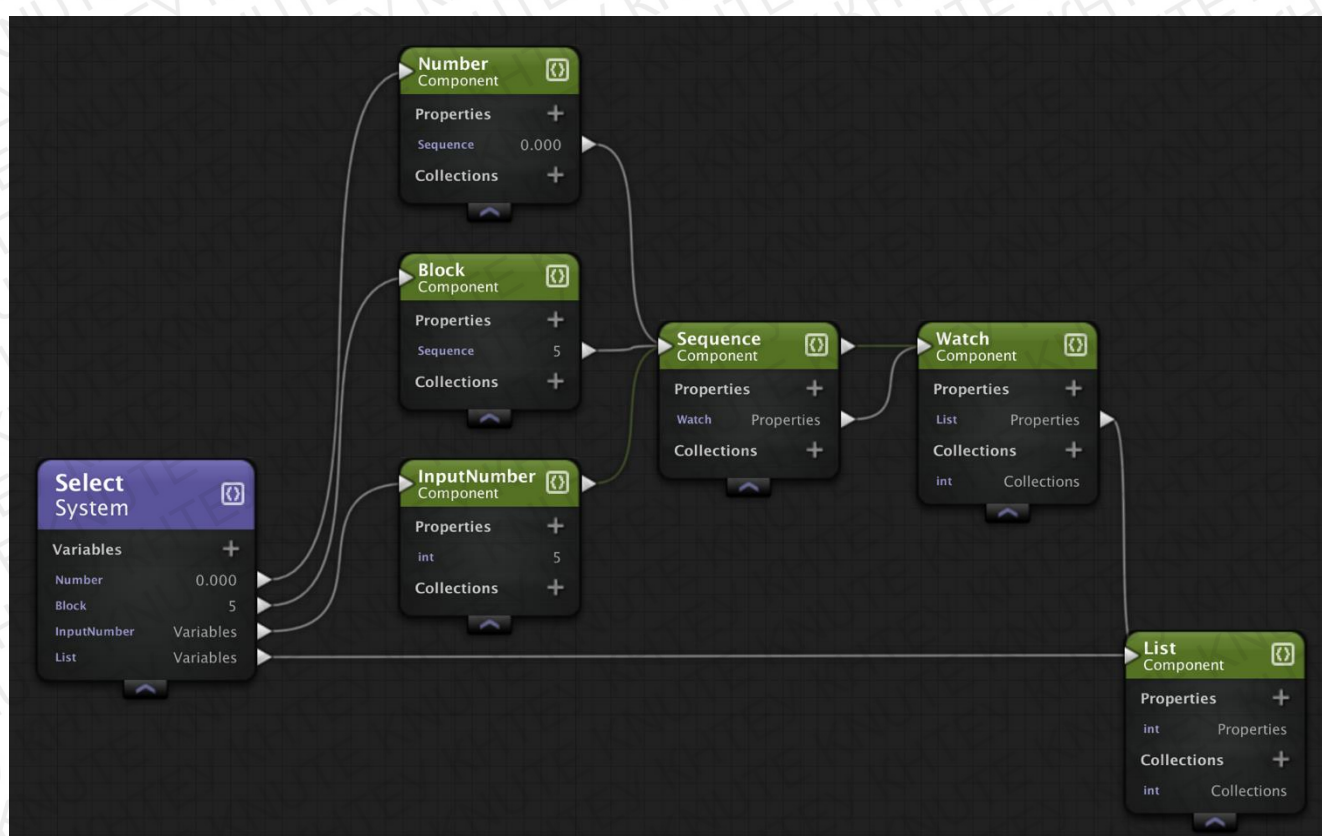 Number
Component
Properties
Sequence 0.000
Collections
Block
Component
Properties
Sequence 5
Collections
InputNumber
Component
Properties
int 5
Collections
Select
System
Variables
Number 0.000
Block 5
InputNumber Variables
List Variables
Sequence
Component
Properties
Watch Properties
Collections
Watch
Component
Properties
List Properties
Collections
int Collections
List
Component
Properties
int Properties
Collections
int Collections